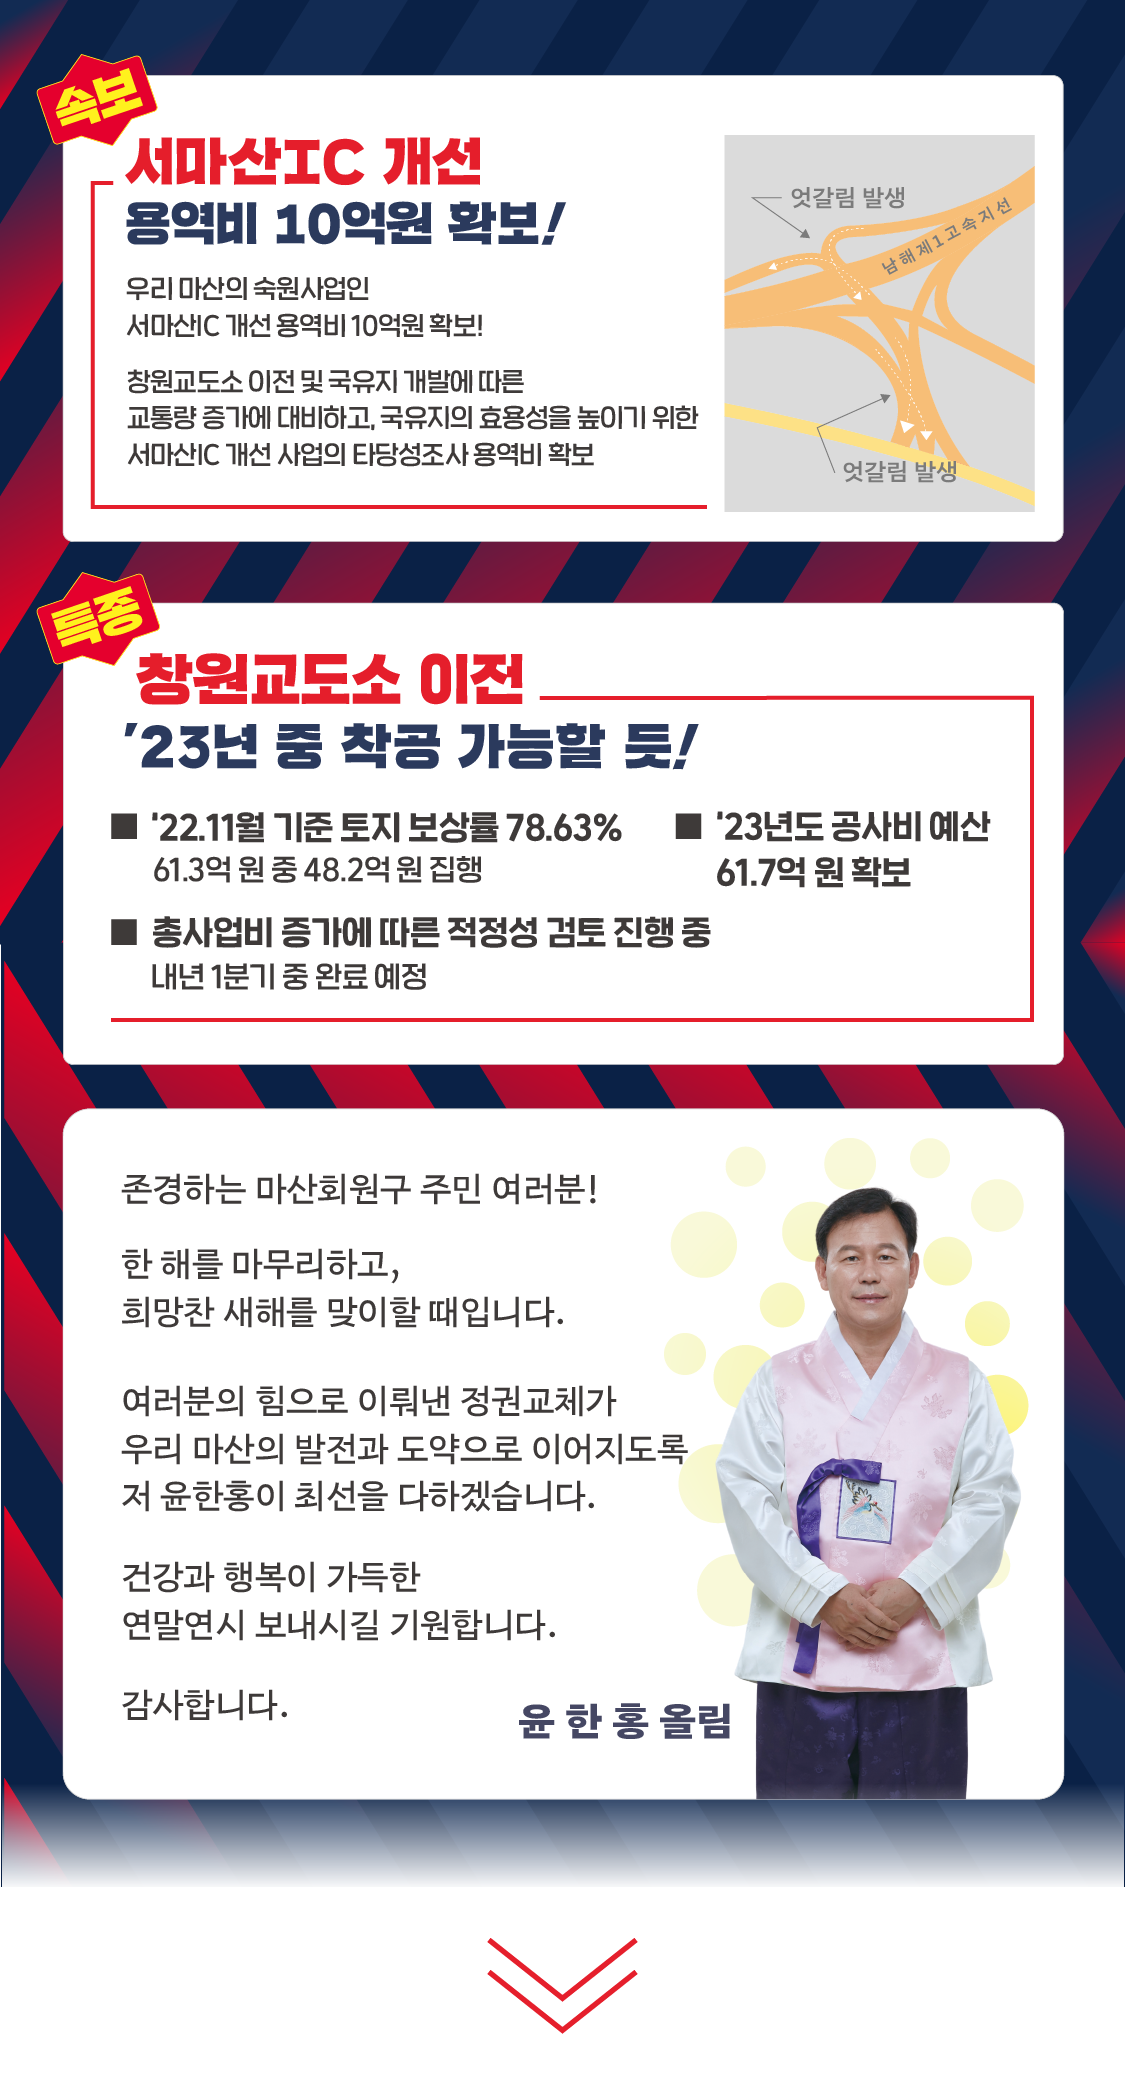 속보
서마산IC 개선
용역비 10억원 확보!
우리 마산의 숙원사업인
서마산IC 개선 용역비 10억원 확보!
창원교도소 이전 및 국유지 개발에 따른
교통량 증가에 대비하고, 국유지의 효용성을 높이기 위한
서마산IC 개선 사업의 타당성조사 용역비 확보
엇갈림 발생
남해제1고속지선
엇갈림 발생
특종
창원교도소 이전
’23년 중 착공 가능할 듯!
■ ‘22.11월 기준 토지 보상률 78.63%
61.3억 원 중 48.2억 원 집행
■ ‘23년도 공사비 예산
61.7억 원 확보
■ 총사업비 증가에 따른 적정성 검토 진행 중
내년 1분기 중 완료 예정
존경하는 마산회원구 주민 여러분!
한 해를 마무리하고,
희망찬 새해를 맞이할 때입니다.
여러분의 힘으로 이뤄낸 정권교체가
우리 마산의 발전과 도약으로 이어지도록
저 윤한홍이 최선을 다하겠습니다.
건강과 행복이 가득한
연말연시 보내시길 기원합니다.
감사합니다.
윤 한 홍 올림